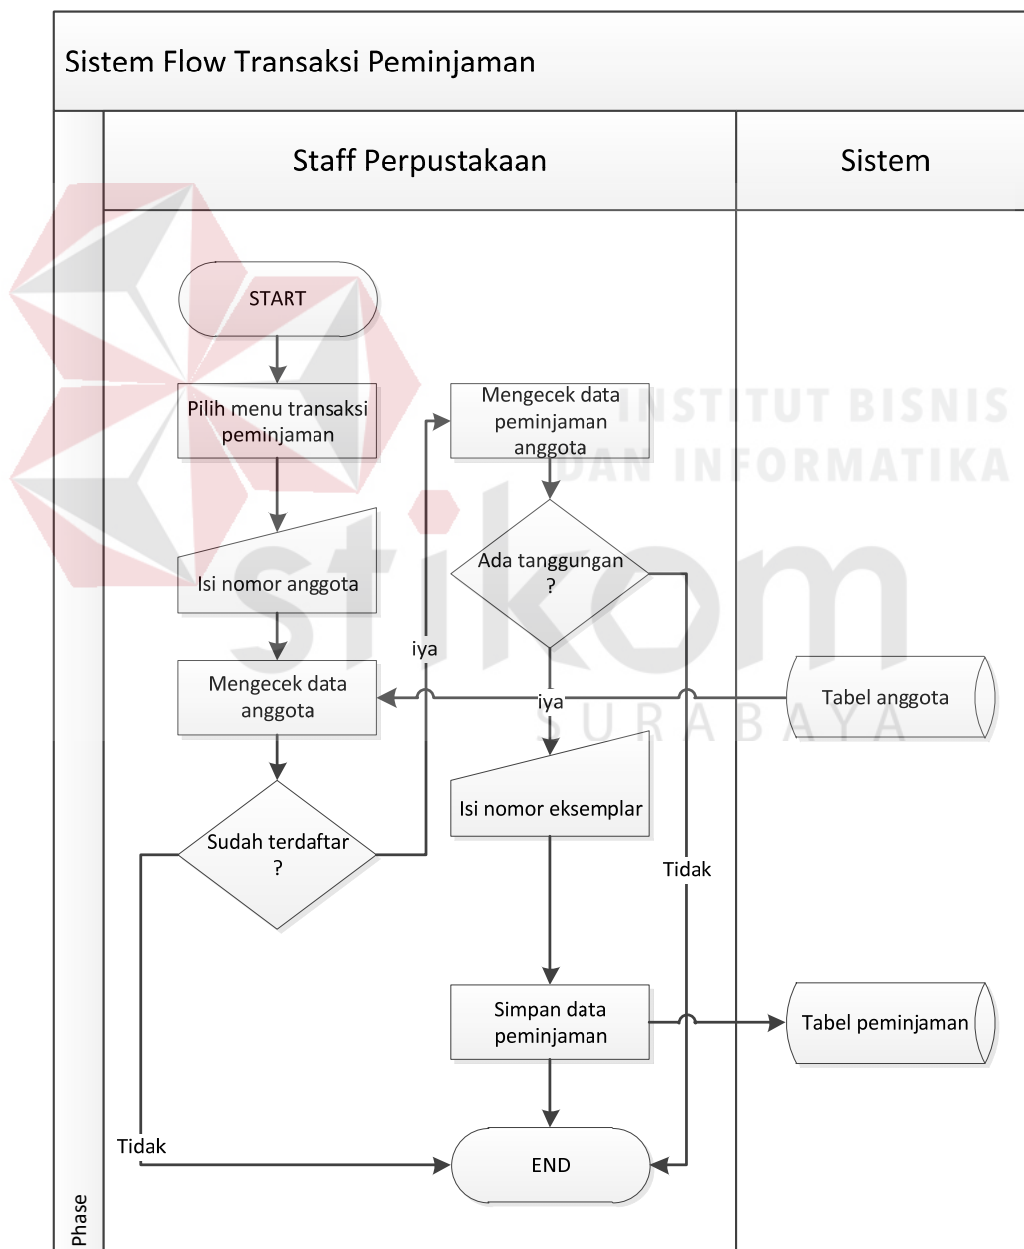 Sistem Flow Transaksi Peminjaman
Staff Perpustakaan
Sistem
START
Pilih menu transaksi
peminjaman
Isi nomor anggota
Mengecek data
anggota
Sudah terdaftar
?
Tidak
iya
Mengecek data
peminjaman
anggota
Ada tanggungan
?
iya
Tidak
Isi nomor eksemplar
Simpan data
peminjaman
END
Tabel anggota
Tabel peminjaman
Phase
INSTITUT BISNIS
DAN INFORMATIKA
stikom
SURABAYA